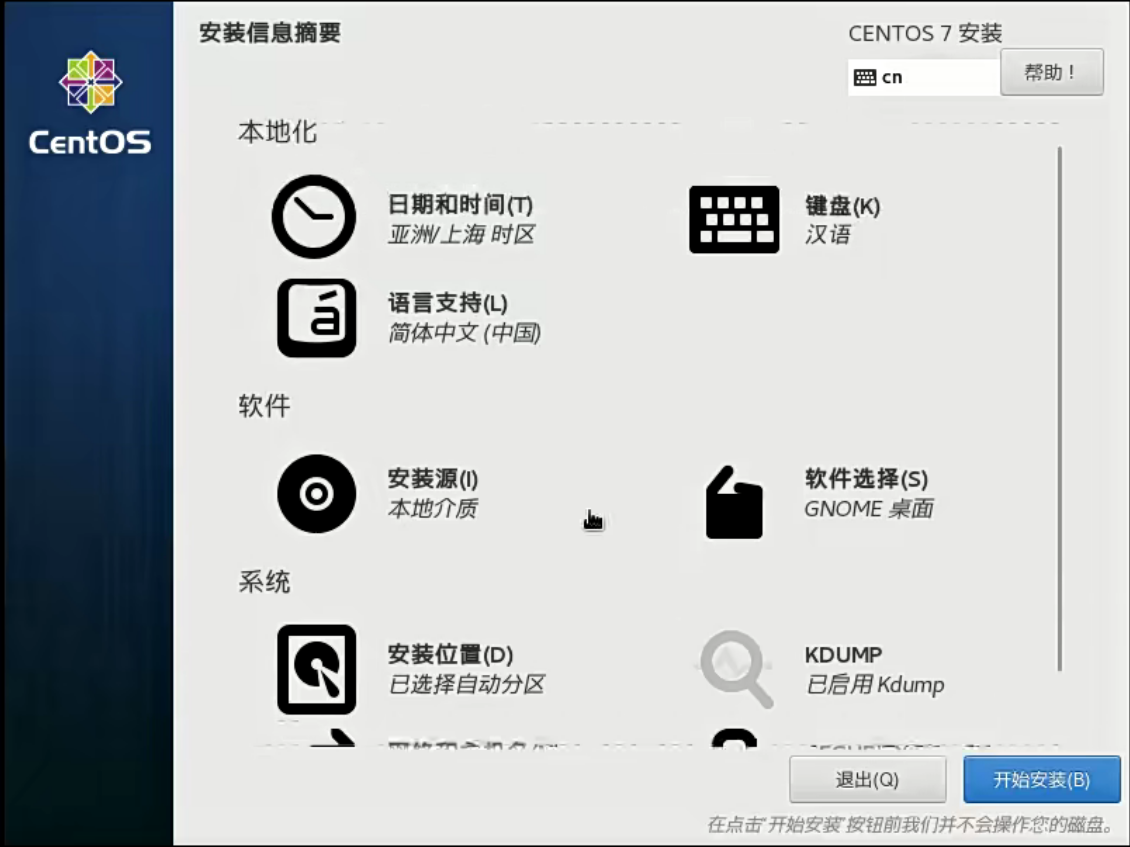 安装信息摘要
CENTOS 7 安装
cn
帮助！
CentOS
本地化
日期和时间(T)
亚洲/上海 时区
键盘(K)
汉语
á
语言支持(L)
简体中文 (中国)
软件
安装源(I)
本地介质
软件选择(S)
GNOME 桌面
系统
安装位置(D)
已选择自动分区
KDUMP
已启用 Kdump
退出(Q)
开始安装(B)
在点击'开始安装'按钮前我们并不会操作您的磁盘。